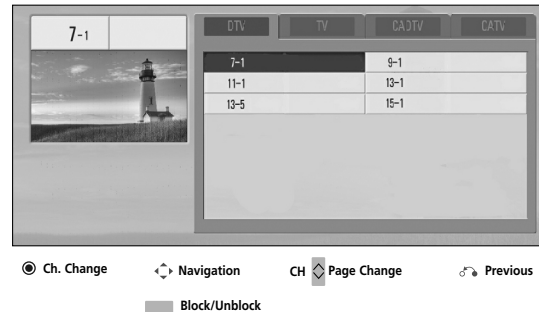 7-1
DTV TV CADTV CATV
7-1 9-1
11-1 13-1
13-5 15-1
Ch. Change Navigation CH Page Change Previous
Block/Unblock